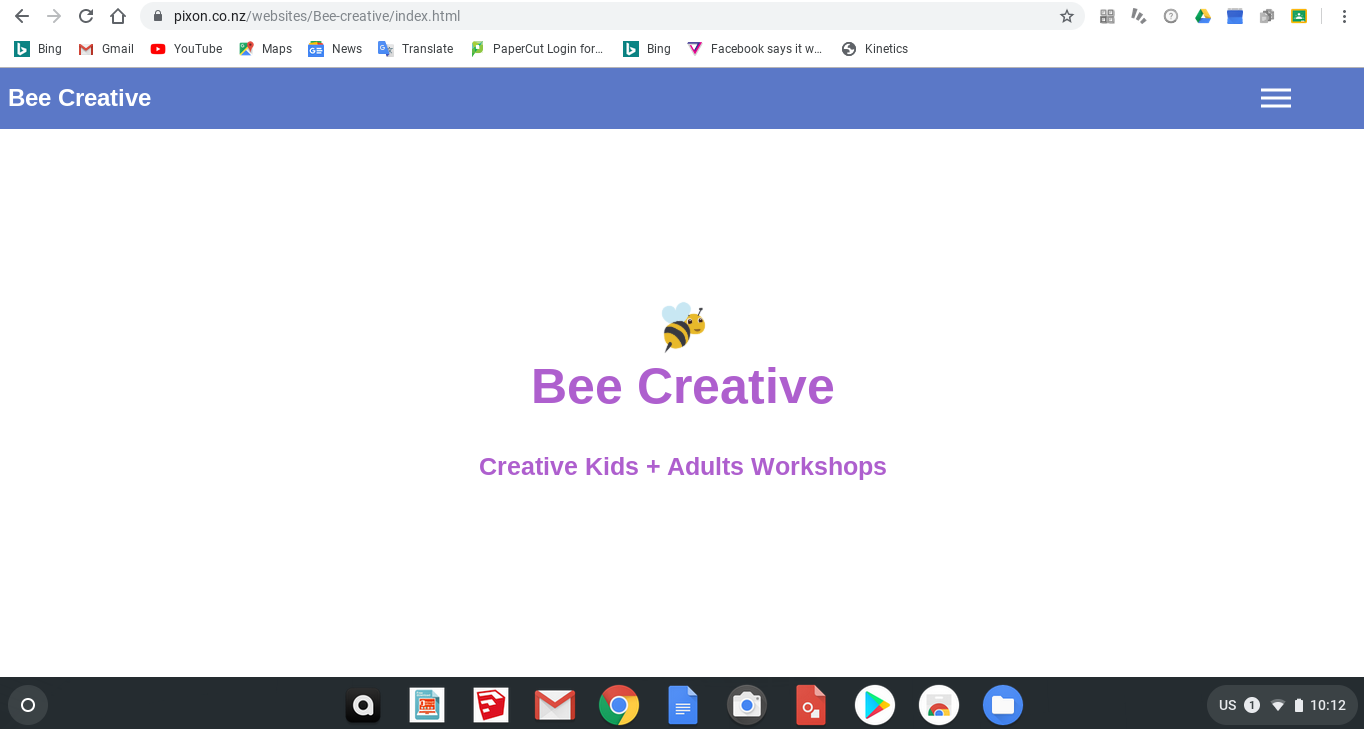 pixon.co.nz/websites/Bee-creative/index.html
Bing Gmail YouTube Maps News Translate PaperCut Login for... Bing Facebook says it w... Kinetics
Bee Creative
Bee Creative
Creative Kids + Adults Workshops
US 1 10:12